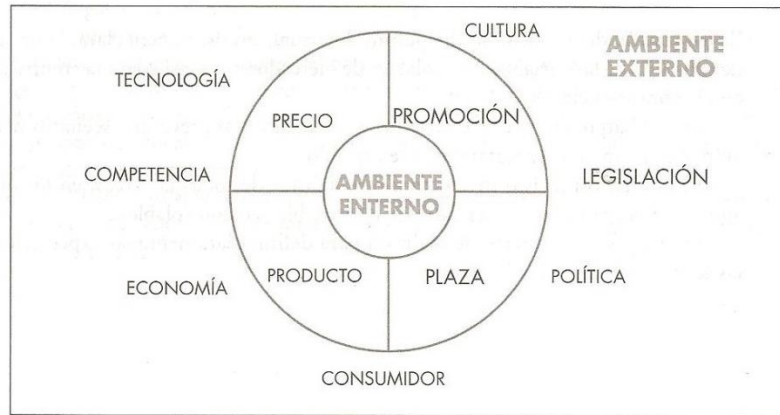 CULTURA
AMBIENTE
EXTERNO
TECNOLOGÍA
PRECIO
PROMOCIÓN
COMPETENCIA
AMBIENTE
ENTERNO
LEGISLACIÓN
ECONOMÍA
PRODUCTO
PLAZA
POLÍTICA
CONSUMIDOR